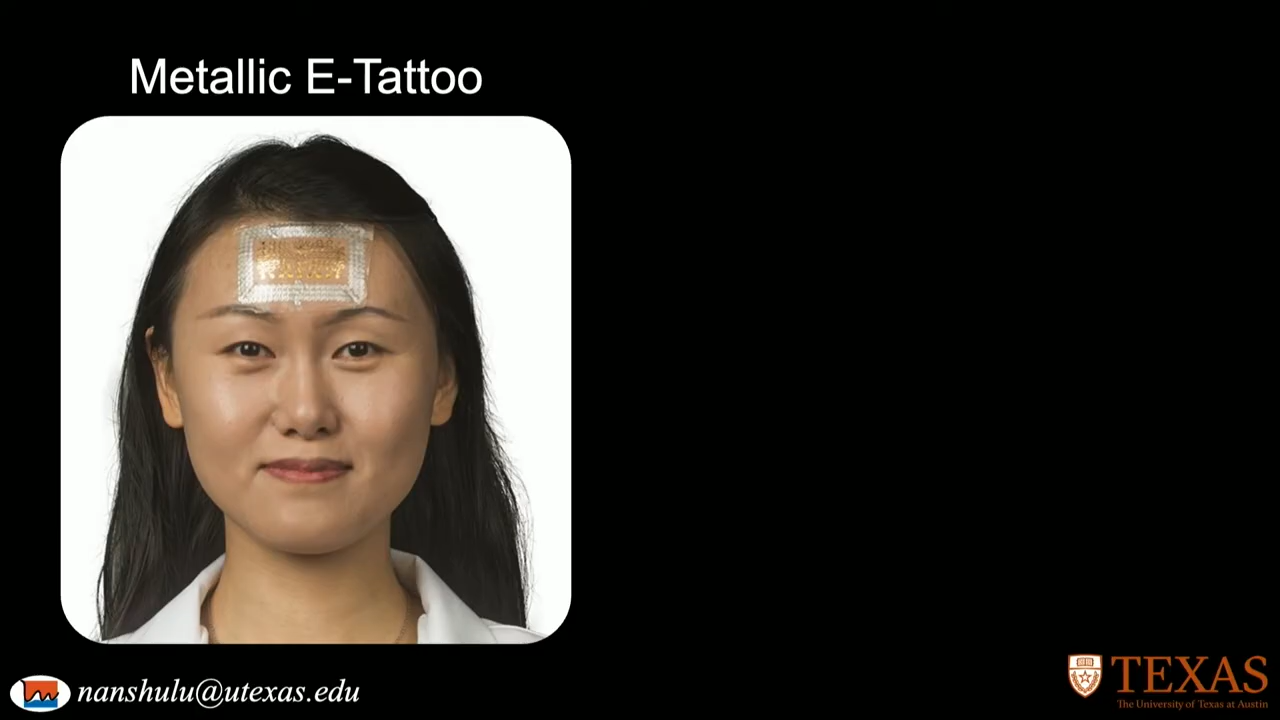 Metallic E-Tattoo
nanshulu@utexas.edu
TEXAS
The University of Texas at Austin